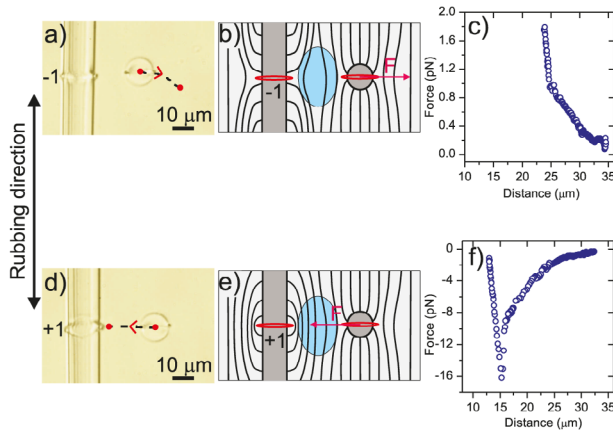 a)
-1
10 μm
b)
-1
F
c)
Force (pN)
2.0
1.6
1.2
0.8
0.4
0.0
10 15 20 25 30 35
Distance (μm)
Rubbing direction
d)
+1
10 μm
e)
+1
F
f)
Force (pN)
0
-4
-8
-12
-16
10 15 20 25 30 35
Distance (μm)